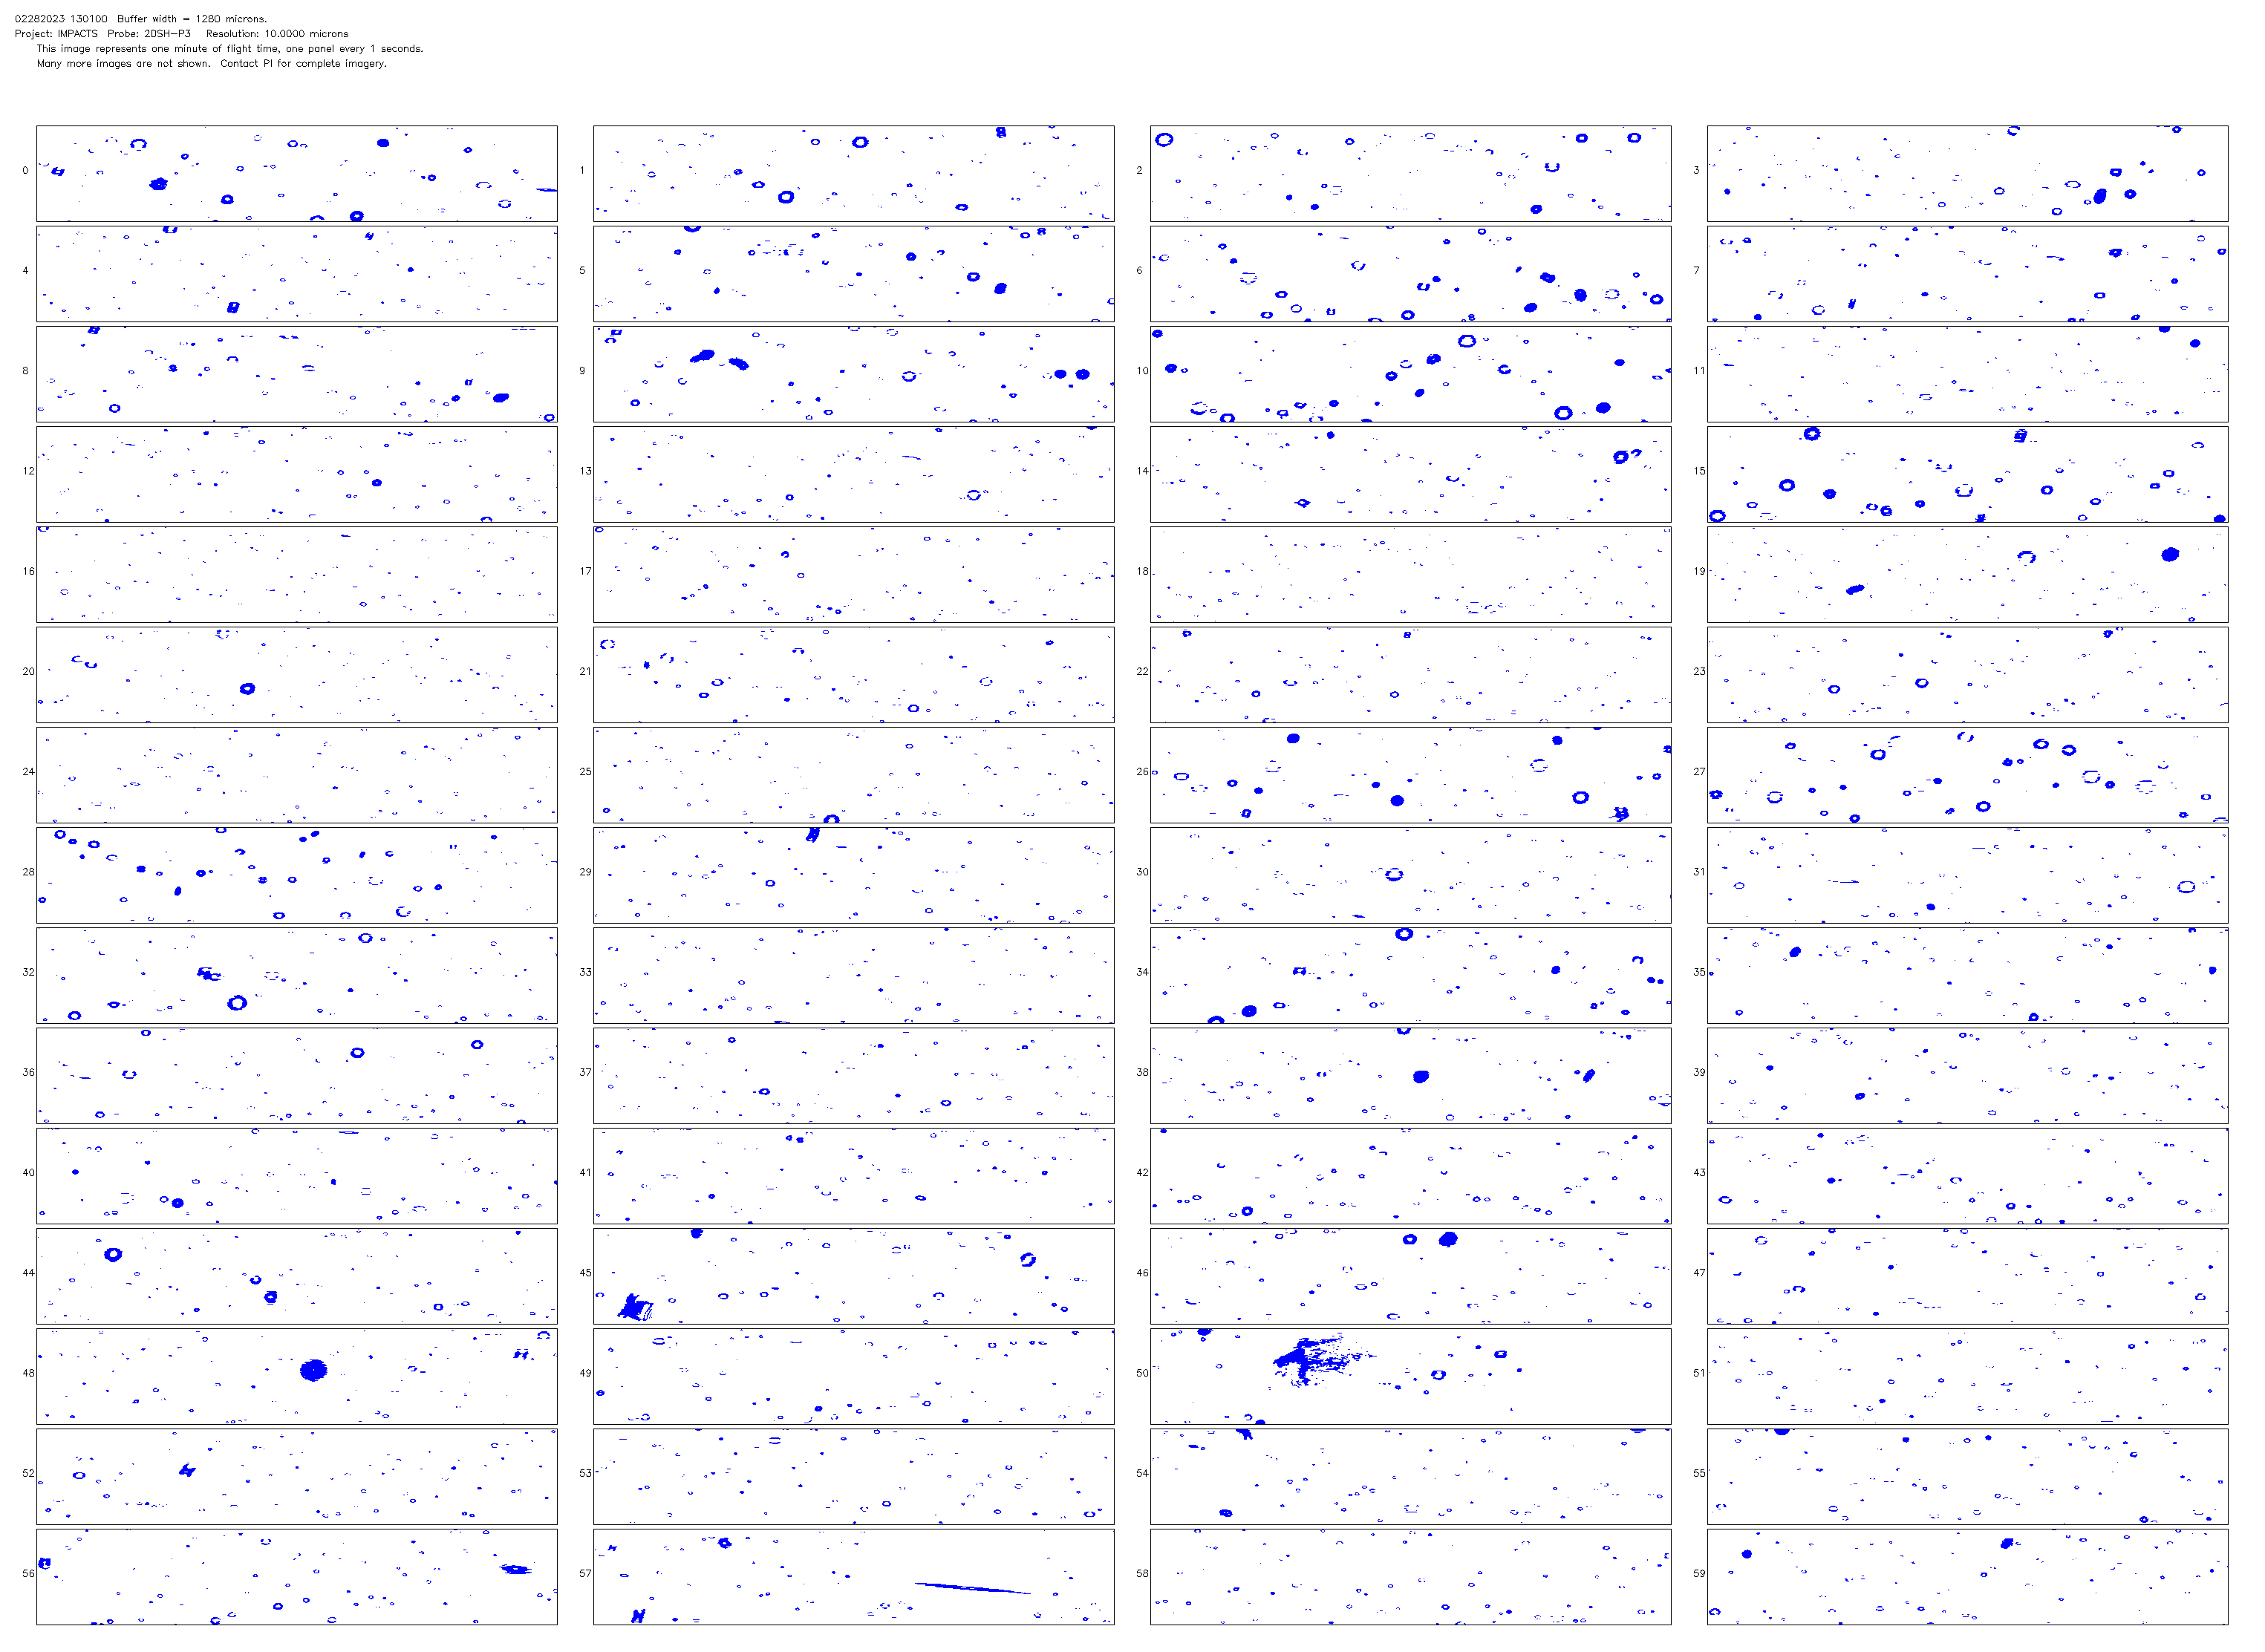 02282023 130100 Buffer width = 1280 microns.
Project: IMPACTS Probe: 2DSH-P3 Resolution: 10.0000 microns
This image represents one minute of flight time, one panel every 1 seconds.
Many more images are not shown. Contact PI for complete imagery.
0 1 2 3
4 5 6 7
8 9 10 11
12 13 14 15
16 17 18 19
20 21 22 23
24 25 26 27
28 29 30 31
32 33 34 35
36 37 38 39
40 41 42 43
44 45 46 47
48 49 50 51
52 53 54 55
56 57 58 59